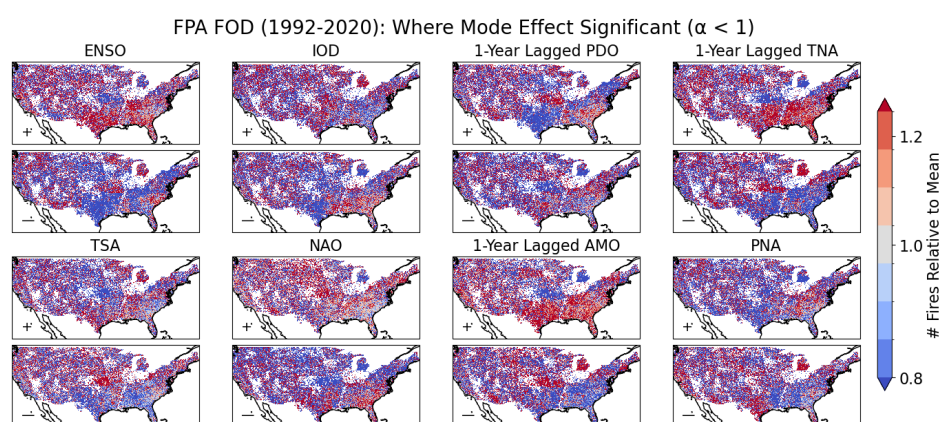 FPA FOD (1992-2020): Where Mode Effect Significant (α < 1)
ENSO
IOD
1-Year Lagged PDO
1-Year Lagged TNA
+
+
+
+
–
–
–
–
TSA
NAO
1-Year Lagged AMO
PNA
+
+
+
+
–
–
–
–
1.2
1.0
0.8
# Fires Relative to Mean